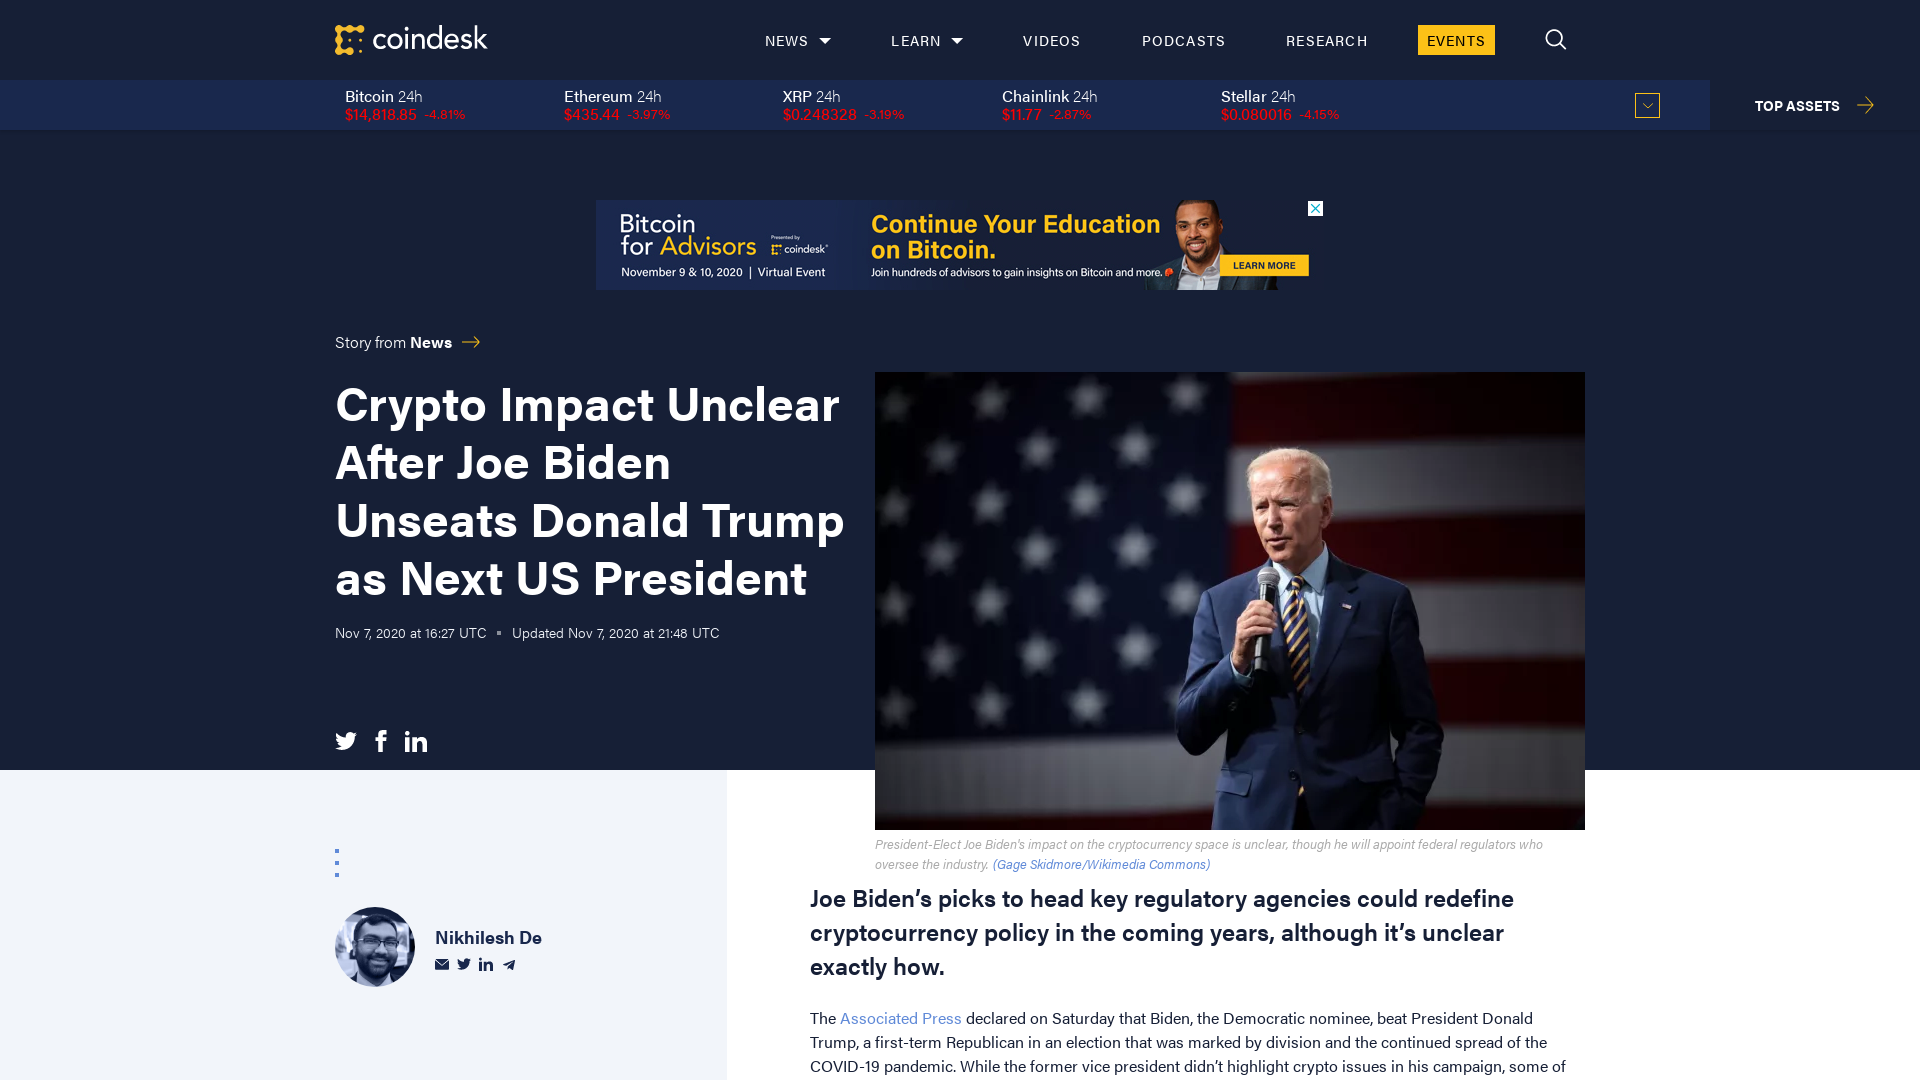 coindesk
NEWS
LEARN
VIDEOS
PODCASTS
RESEARCH
EVENTS
Bitcoin 24h
$14,818.85 -4.81%
Ethereum 24h
$435.44 -3.97%
XRP 24h
$0.248328 -3.19%
Chainlink 24h
$11.77 -2.87%
Stellar 24h
$0.080016 -4.15%
TOP ASSETS
Bitcoin
for Advisors
Presented by
coindesk
November 9 & 10, 2020 | Virtual Event
Continue Your Education
on Bitcoin.
Join hundreds of advisors to gain insights on Bitcoin and more.
LEARN MORE
Story from News
Crypto Impact Unclear
After Joe Biden
Unseats Donald Trump
as Next US President
Nov 7, 2020 at 16:27 UTC ▪ Updated Nov 7, 2020 at 21:48 UTC
President-Elect Joe Biden's impact on the cryptocurrency space is unclear, though he will appoint federal regulators who
oversee the industry. (Gage Skidmore/Wikimedia Commons)
Nikhilesh De
Joe Biden’s picks to head key regulatory agencies could redefine
cryptocurrency policy in the coming years, although it’s unclear
exactly how.
The Associated Press declared on Saturday that Biden, the Democratic nominee, beat President Donald
Trump, a first-term Republican in an election that was marked by division and the continued spread of the
COVID-19 pandemic. While the former vice president didn’t highlight crypto issues in his campaign, some of